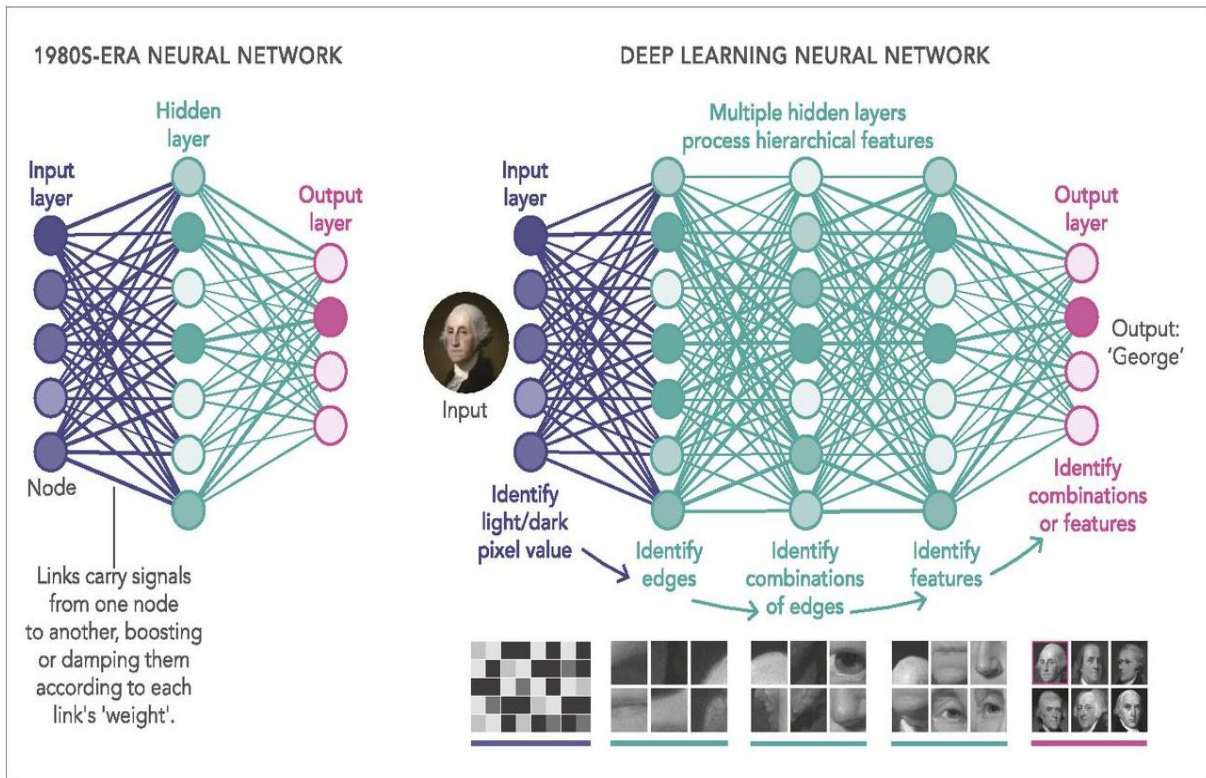 1980S-ERA NEURAL NETWORK
Hidden
layer
Input
layer
Output
layer
Node
Links carry signals
from one node
to another, boosting
or damping them
according to each
link's 'weight'.
DEEP LEARNING NEURAL NETWORK
Multiple hidden layers
process hierarchical features
Input
layer
Output
layer
Input
Output:
'George'
Identify
light/dark
pixel value
Identify
edges
Identify
combinations
of edges
Identify
features
Identify
combinations
or features